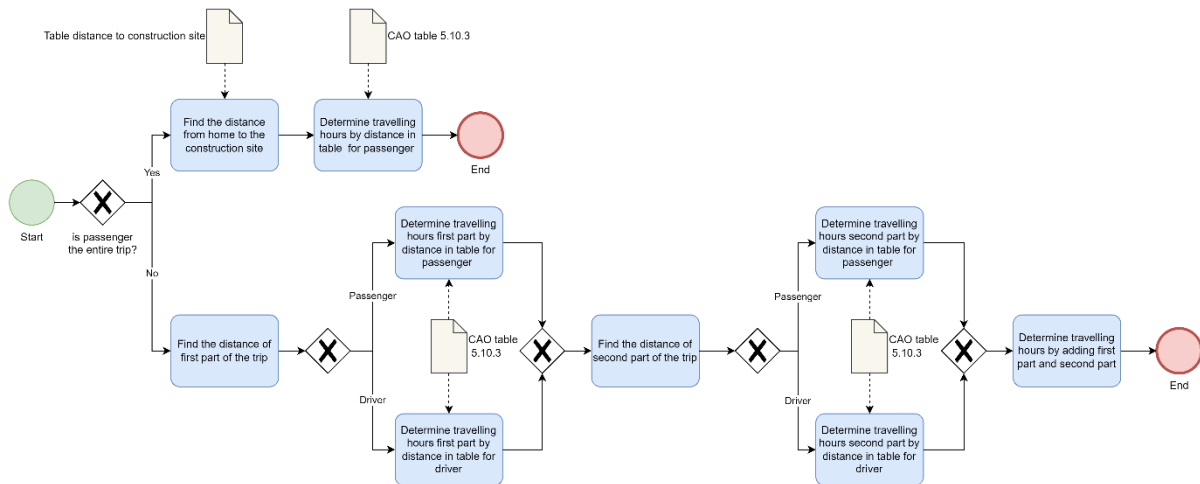 Table distance to construction site
CAO table 5.10.3
Find the distance
from home to the
construction site
Determine travelling
hours by distance in
table for passenger
End
Yes
Start
is passenger
the entire trip?
No
Determine travelling
hours first part by
distance in table for
passenger
Determine travelling
hours second part by
distance in table for
passenger
Passenger
Passenger
Find the distance of
first part of the trip
CAO table
5.10.3
Find the distance of
second part of the trip
CAO table
5.10.3
Determine travelling
hours by adding first
part and second part
End
Driver
Driver
Determine travelling
hours first part by
distance in table for
driver
Determine travelling
hours second part by
distance in table for
driver